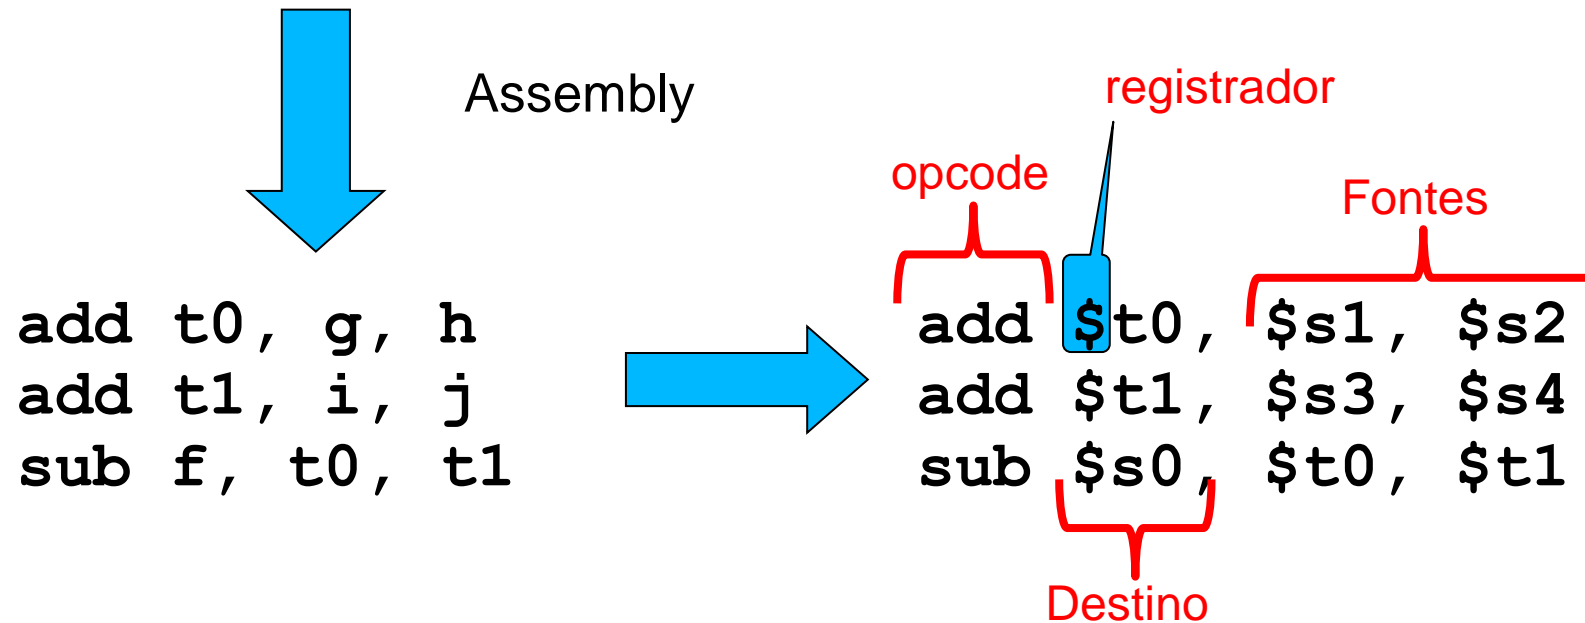 Assembly
registrador
opcode
Fontes
add t0, g, h
add t1, i, j
sub f, t0, t1
add $t0, $s1, $s2
add $t1, $s3, $s4
sub $s0, $t0, $t1
Destino